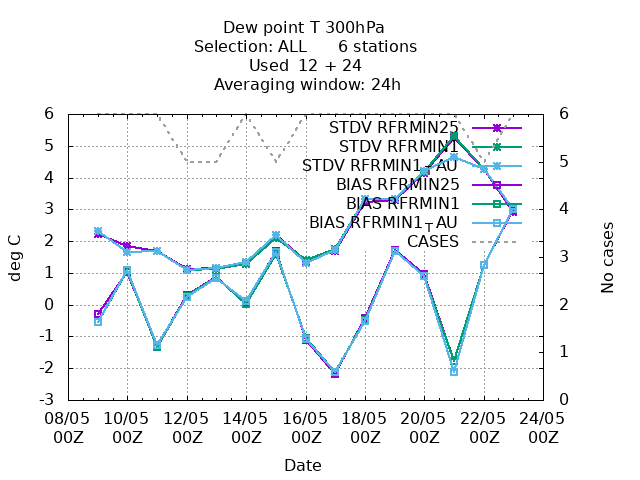 Dew point T 300hPa
Selection: ALL      6 stations
Used  12 + 24
Averaging window: 24h
6
5
4
3
2
1
0
-1
-2
-3
deg C
6
5
4
3
2
1
0
No cases
STDV RFRMIN25
STDV RFRMIN1
STDV RFRMIN1TAU
BIAS RFRMIN25
BIAS RFRMIN1
BIAS RFRMIN1TAU
CASES
08/05 10/05 12/05 14/05 16/05 18/05 20/05 22/05 24/05
00Z 00Z 00Z 00Z 00Z 00Z 00Z 00Z 00Z
Date